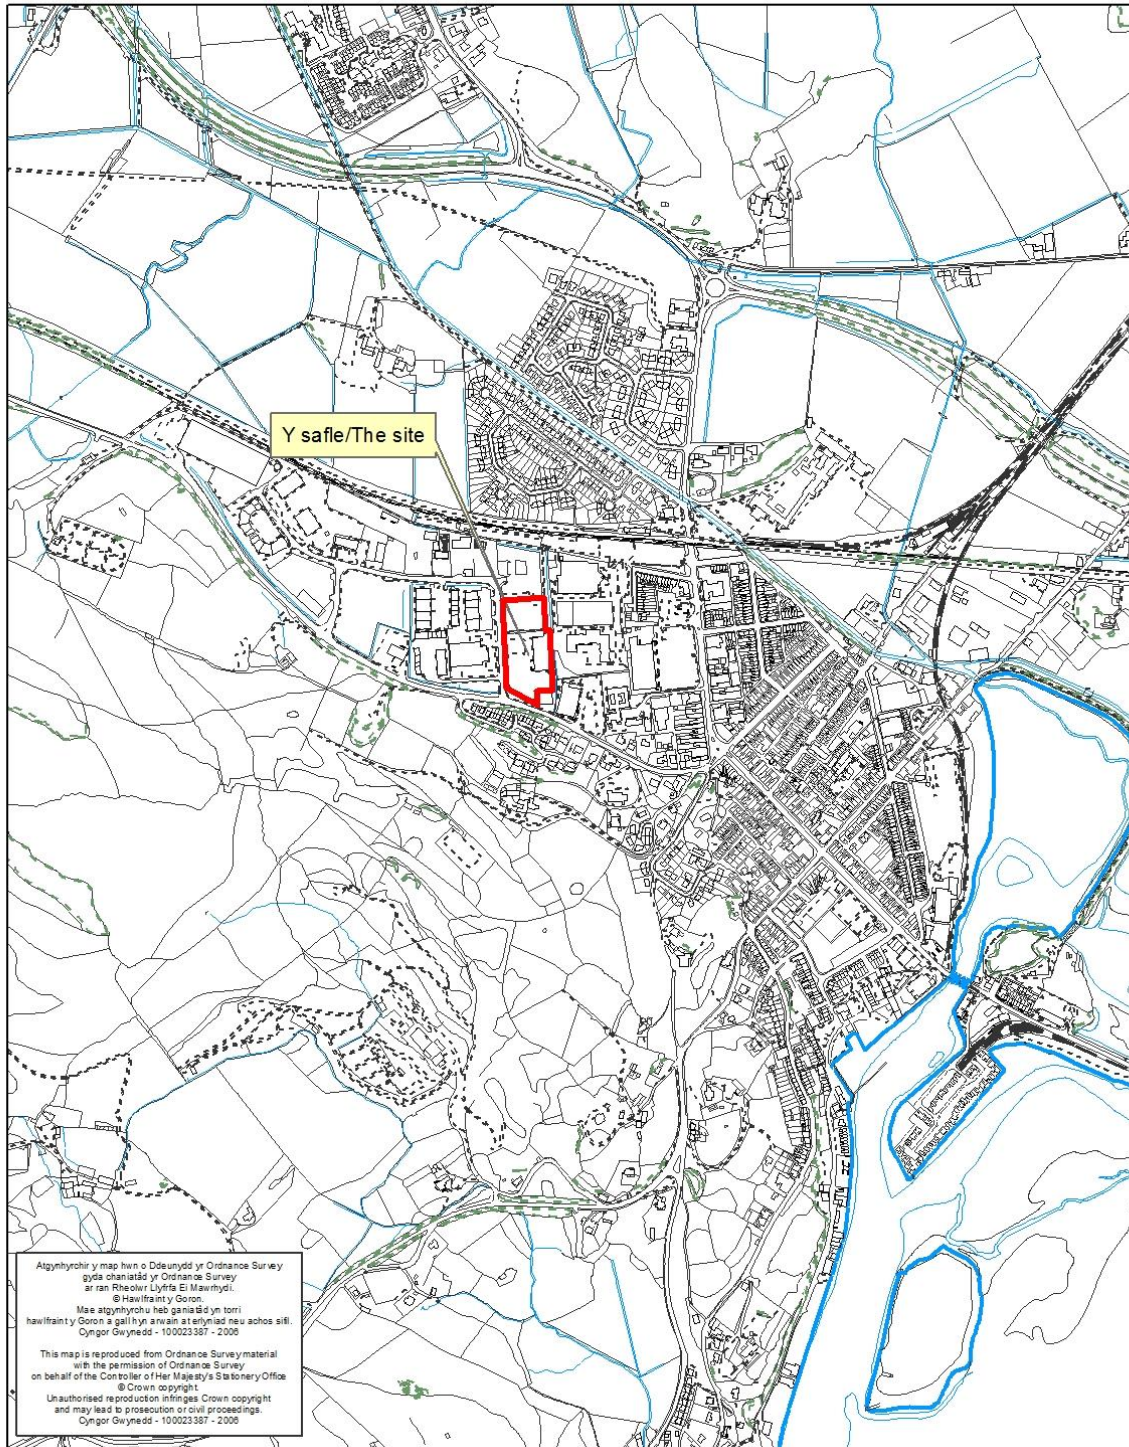 Y safle/The site
Atgynhyrchir y map hwn o Ddeunydd yr Ordnance Survey
gyda chaniatâd yr Ordnance Survey
ar ran Rheolwr Llyfrfa Ei Mawrhydi.
© Hawlfraint y Goron.
Mae atgynhyrchu heb ganiatâd yn torri
hawlfraint y Goron a gall hyn arwain at erlyniad neu achos sifil.
Cyngor Gwynedd - 100023387 - 2006
This map is reproduced from Ordnance Survey material
with the permission of Ordnance Survey
on behalf of the Controller of Her Majesty's Stationery Office
© Crown copyright.
Unauthorised reproduction infringes Crown copyright
and may lead to prosecution or civil proceedings.
Cyngor Gwynedd - 100023387 - 2006